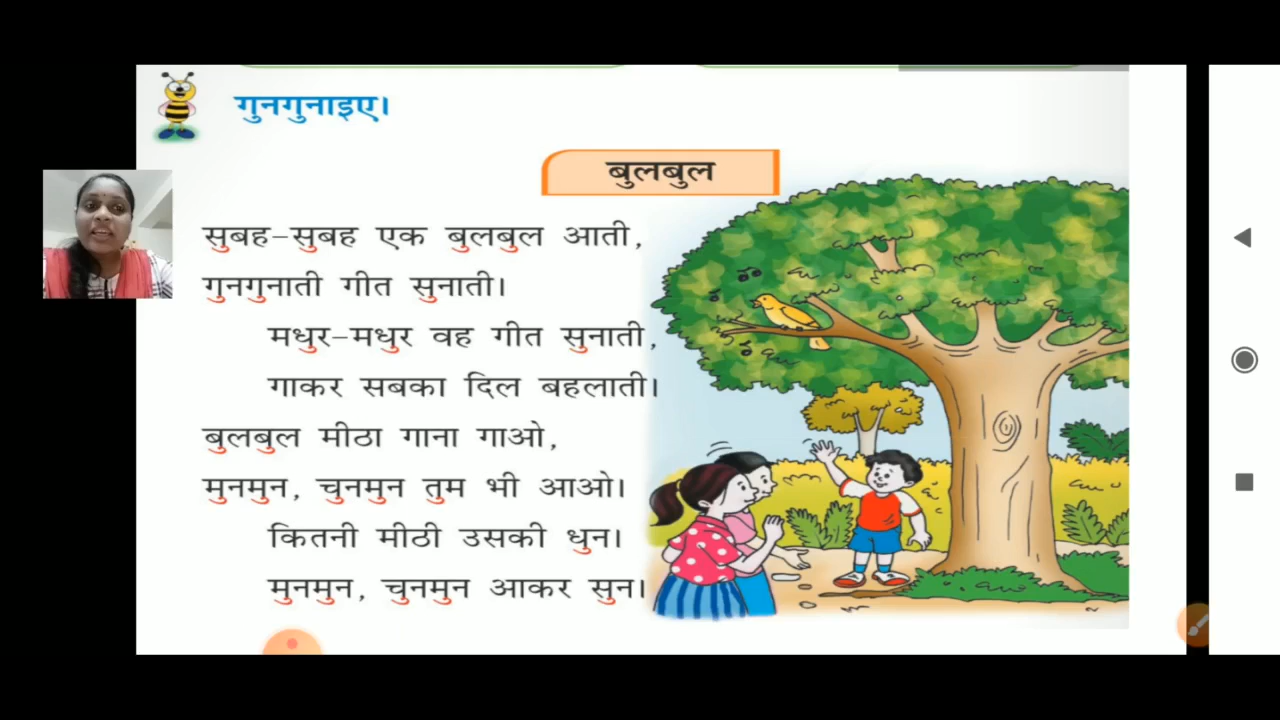 गुनगुनाइए।
बुलबुल
सुबह-सुबह एक बुलबुल आती,
गुनगुनाती गीत सुनाती।
मधुर-मधुर वह गीत सुनाती,
गाकर सबका दिल बहलाती।
बुलबुल मीठा गाना गाओ,
मुनमुन, चुनमुन तुम भी आओ।
कितनी मीठी उसकी धुन।
मुनमुन, चुनमुन आकर सुन।